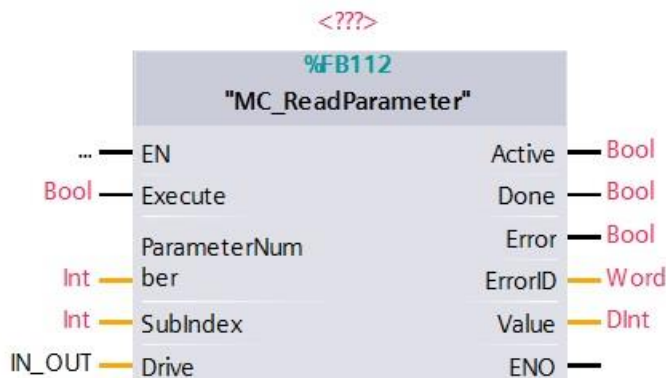 <???>
%FB112
"MC_ReadParameter"
... EN Active Bool
Bool Execute Done Bool
ParameterNum Error Bool
Int ber ErrorID Word
Int SubIndex Value DInt
IN_OUT Drive ENO